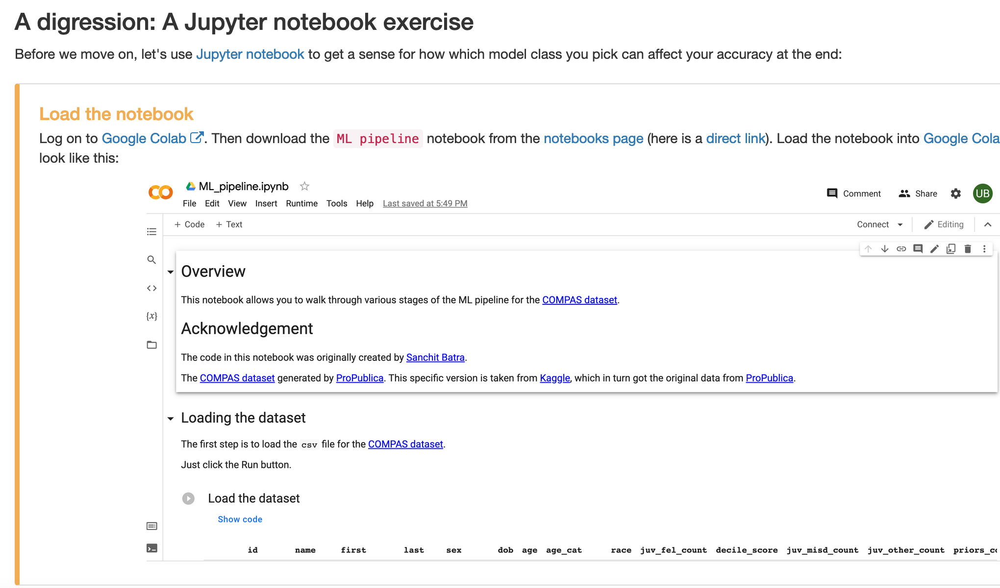 A digression: A Jupyter notebook exercise
Before we move on, let's use Jupyter notebook to get a sense for how which model class you pick can affect your accuracy at the end:
Load the notebook
Log on to Google Colab. Then download the ML pipeline notebook from the notebooks page (here is a direct link). Load the notebook into Google Cola
look like this:
ML_pipeline.ipynb
Comment Share UB
File Edit View Insert Runtime Tools Help Last saved at 5:49 PM
+ Code + Text Connect Editing
Overview
This notebook allows you to walk through various stages of the ML pipeline for the COMPAS dataset.
{x}
Acknowledgement
The code in this notebook was originally created by Sanchit Batra.
The COMPAS dataset generated by ProPublica. This specific version is taken from Kaggle, which in turn got the original data from ProPublica.
Loading the dataset
The first step is to load the csv file for the COMPAS dataset.
Just click the Run button.
Load the dataset
Show code
id name first last sex dob age age_cat race juv_fel_count decile_score juv_misd_count juv_other_count priors_c